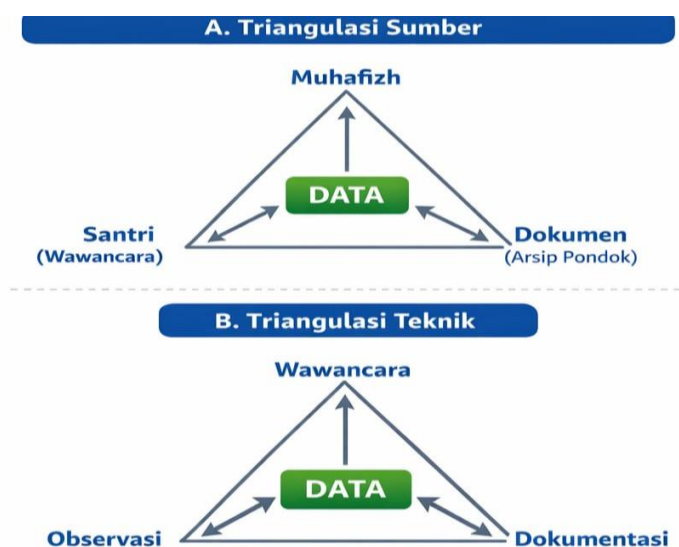 A. Triangulasi Sumber
Muhafizh
DATA
Santri
(Wawancara)
Dokumen
(Arsip Pondok)
B. Triangulasi Teknik
Wawancara
DATA
Observasi
Dokumentasi